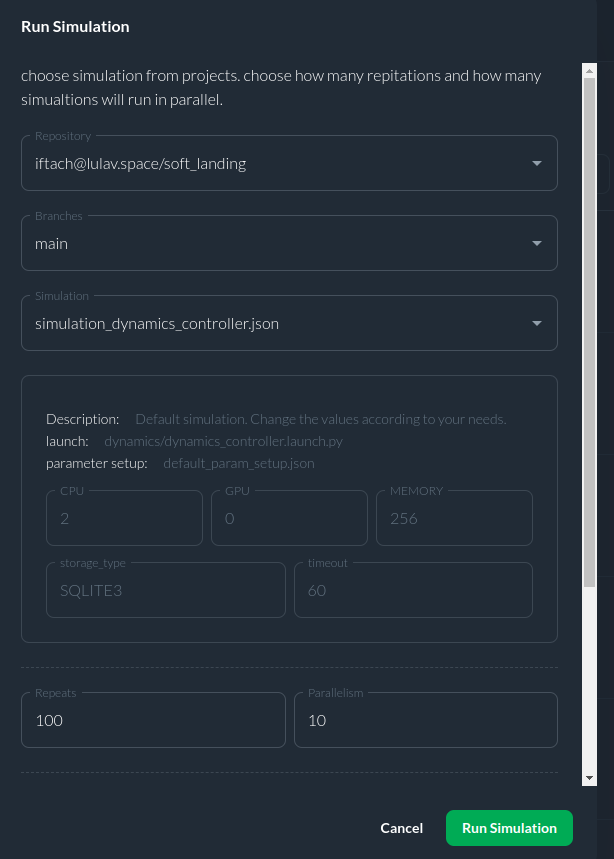 Run Simulation
choose simulation from projects. choose how many repitations and how many
simualtions will run in parallel.
Repository
iftach@lulav.space/soft_landing
Branches
main
Simulation
simulation_dynamics_controller.json
Description: Default simulation. Change the values according to your needs.
launch: dynamics/dynamics_controller.launch.py
parameter setup: default_param_setup.json
CPU GPU MEMORY
2 0 256
storage_type timeout
SQLITE3 60
Repeats Parallelism
100 10
Cancel Run Simulation